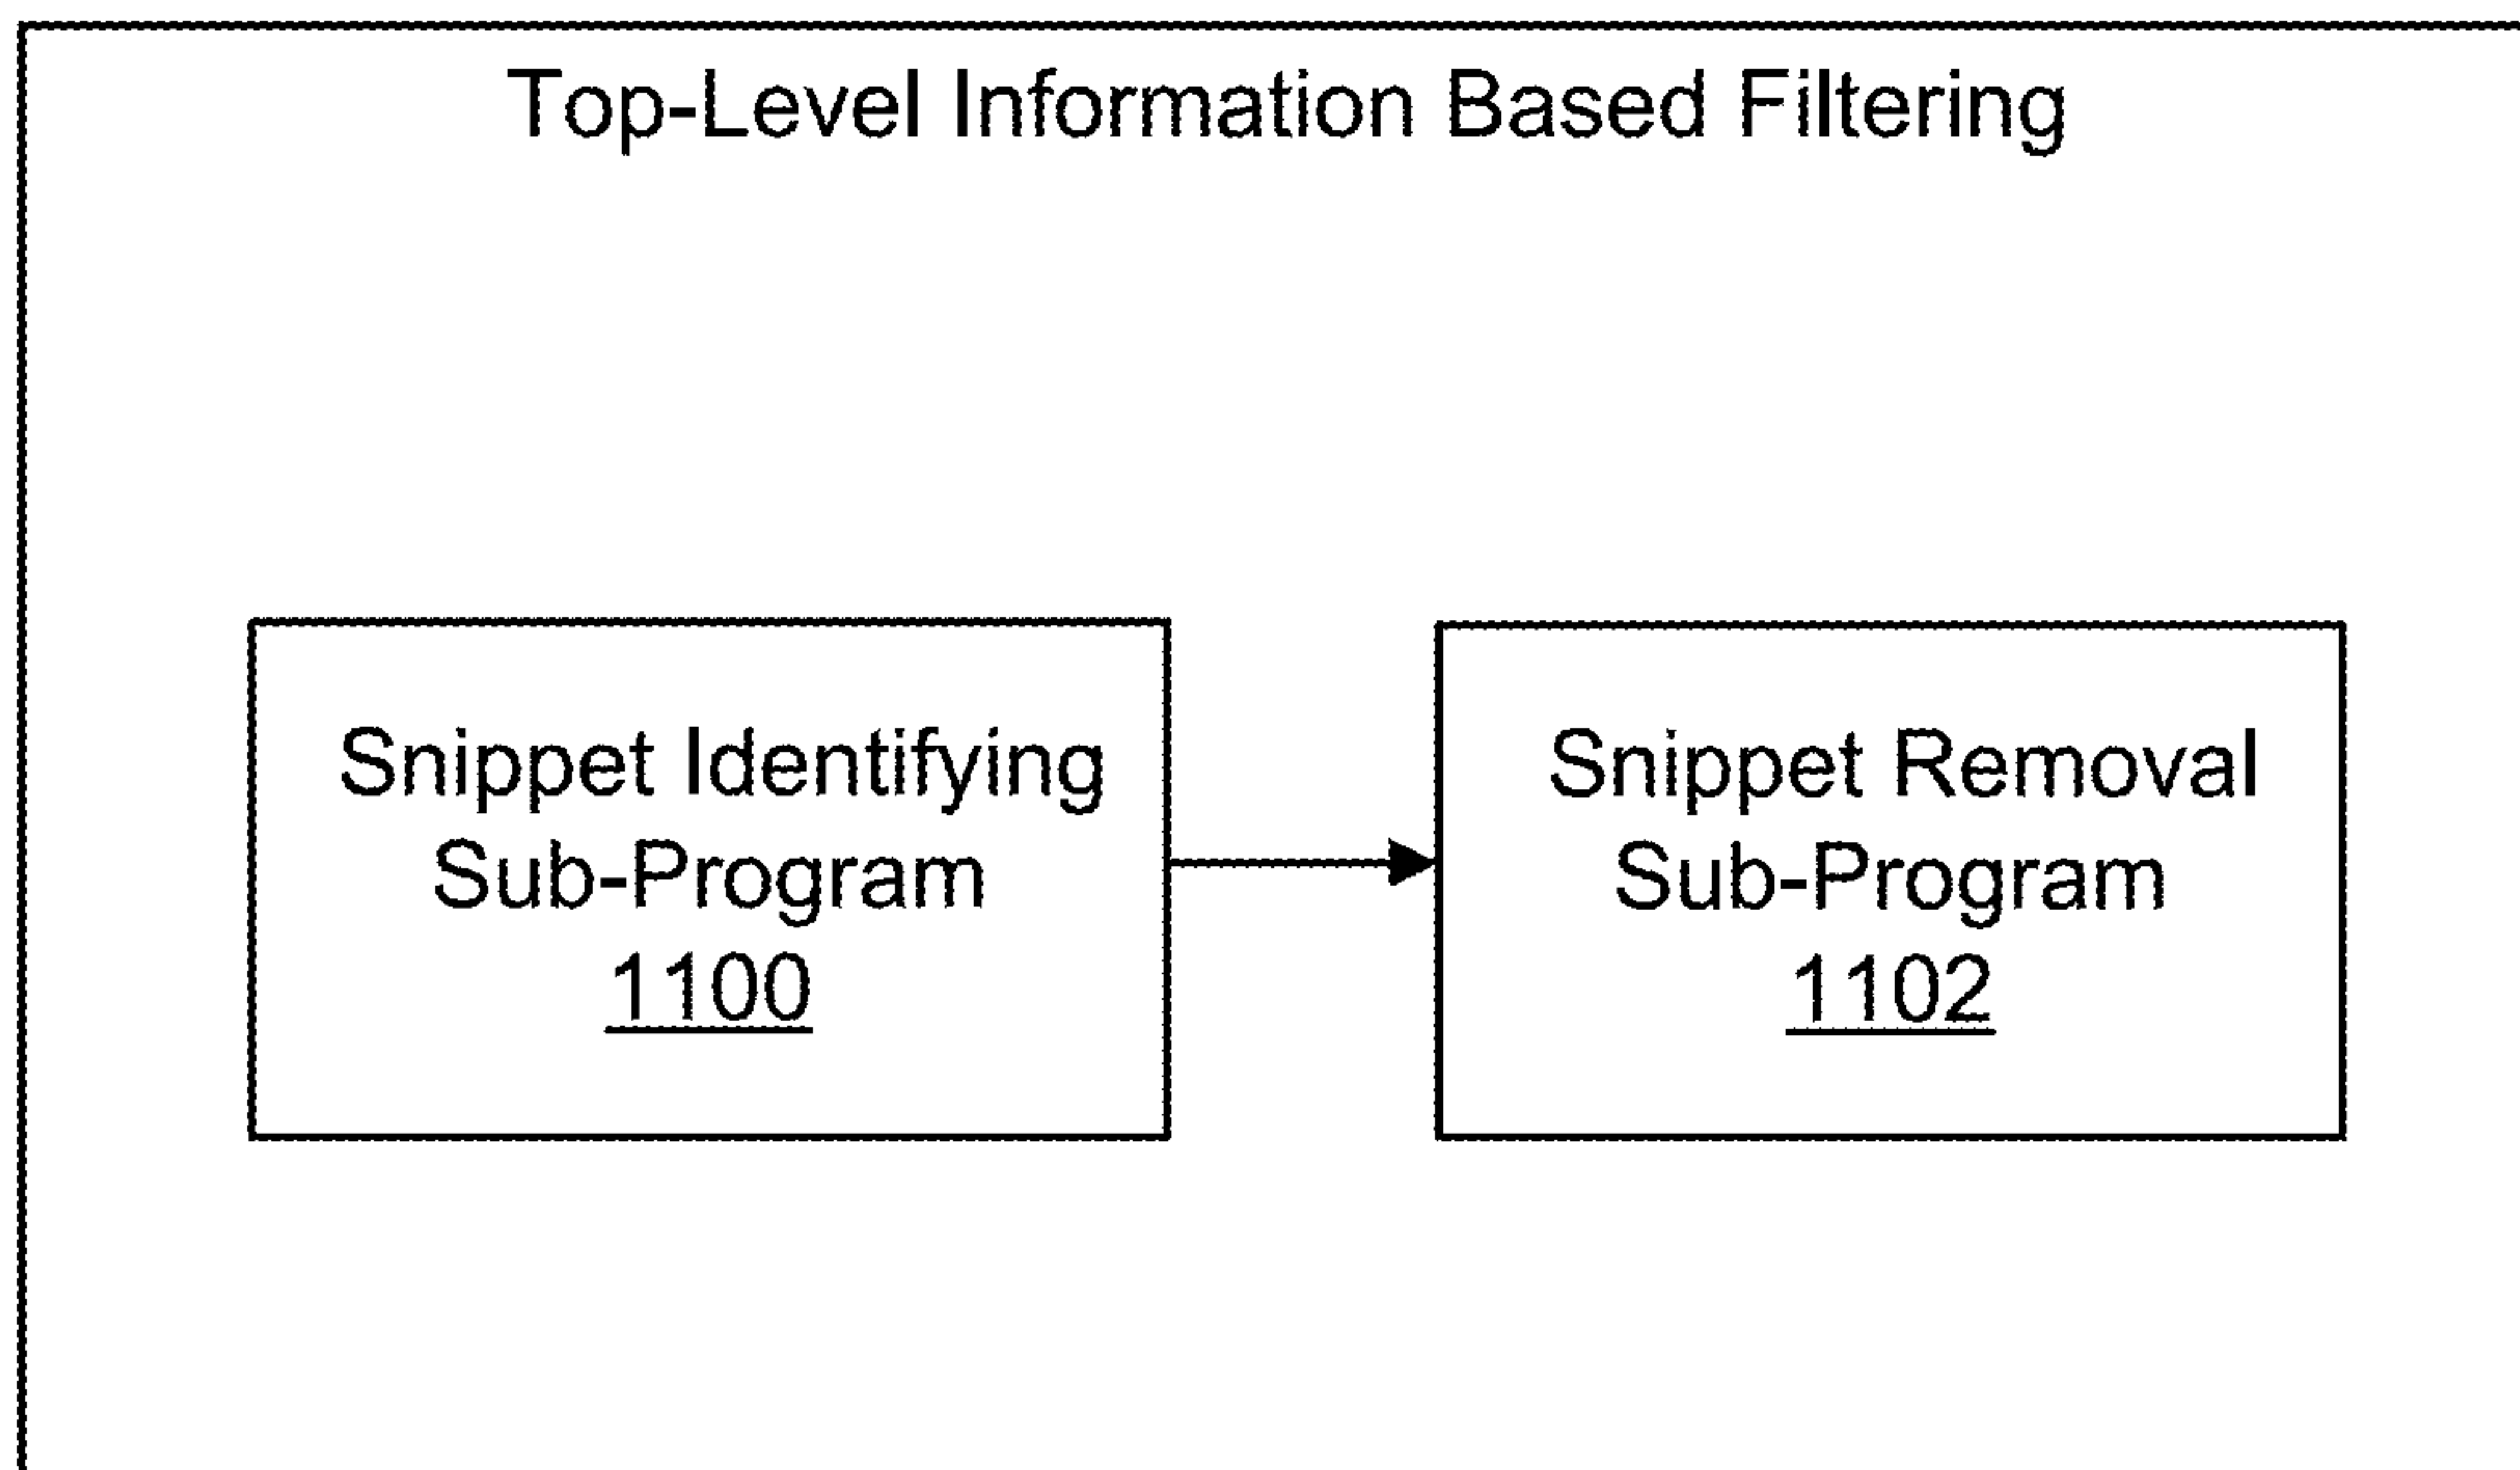 Top-Level Information Based Filtering
Snippet Identifying
Sub-Program
1100
Snippet Removal
Sub-Program
1102